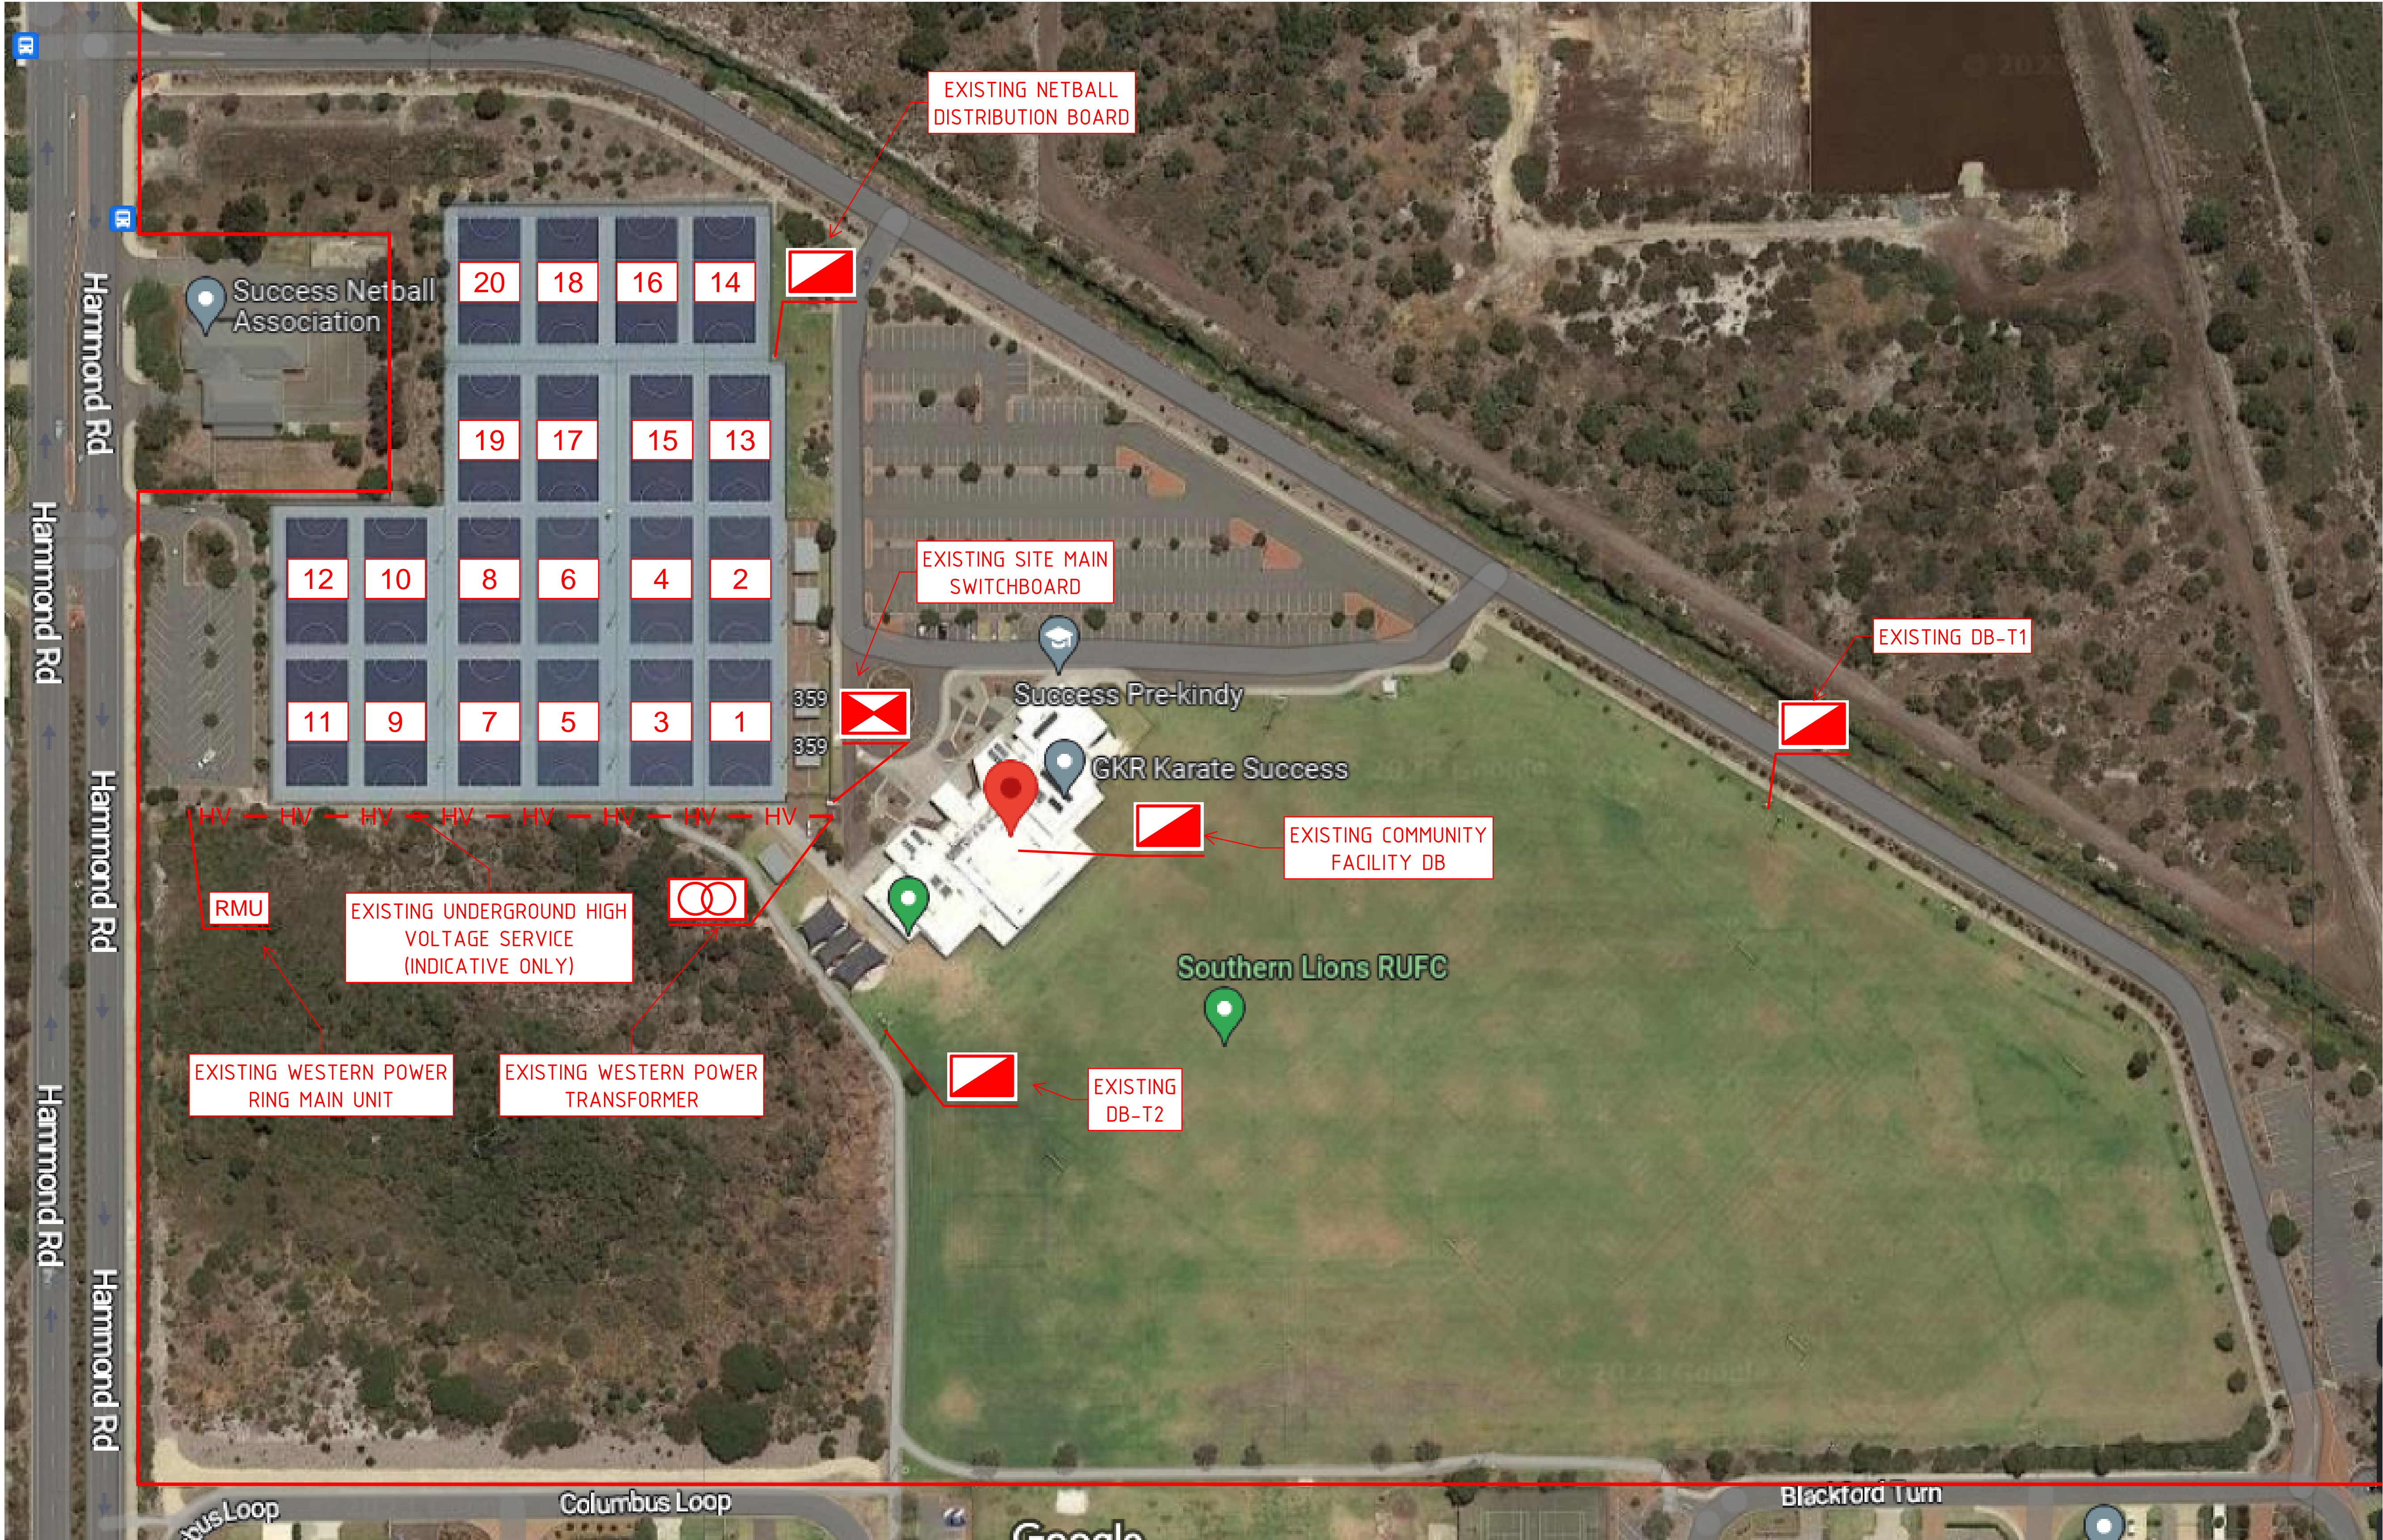 EXISTING NETBALL
DISTRIBUTION BOARD
20
18
16
14
Success Netball
Association
Hammond Rd
19
17
15
13
Hammond Rd
EXISTING SITE MAIN
SWITCHBOARD
12
10
8
6
4
2
EXISTING DB-T1
Success Pre-kindy
11
9
7
5
3
1
359
359
GKR Karate Success
Hammond Rd
HV HV HV HV HV HV HV HV
EXISTING COMMUNITY
FACILITY DB
RMU
EXISTING UNDERGROUND HIGH
VOLTAGE SERVICE
(INDICATIVE ONLY)
Southern Lions RUFC
EXISTING WESTERN POWER
RING MAIN UNIT
EXISTING WESTERN POWER
TRANSFORMER
EXISTING
DB-T2
Hammond Rd
Hammond Rd
© 2023 Google
bus Loop
Columbus Loop
Blackford Turn
Google